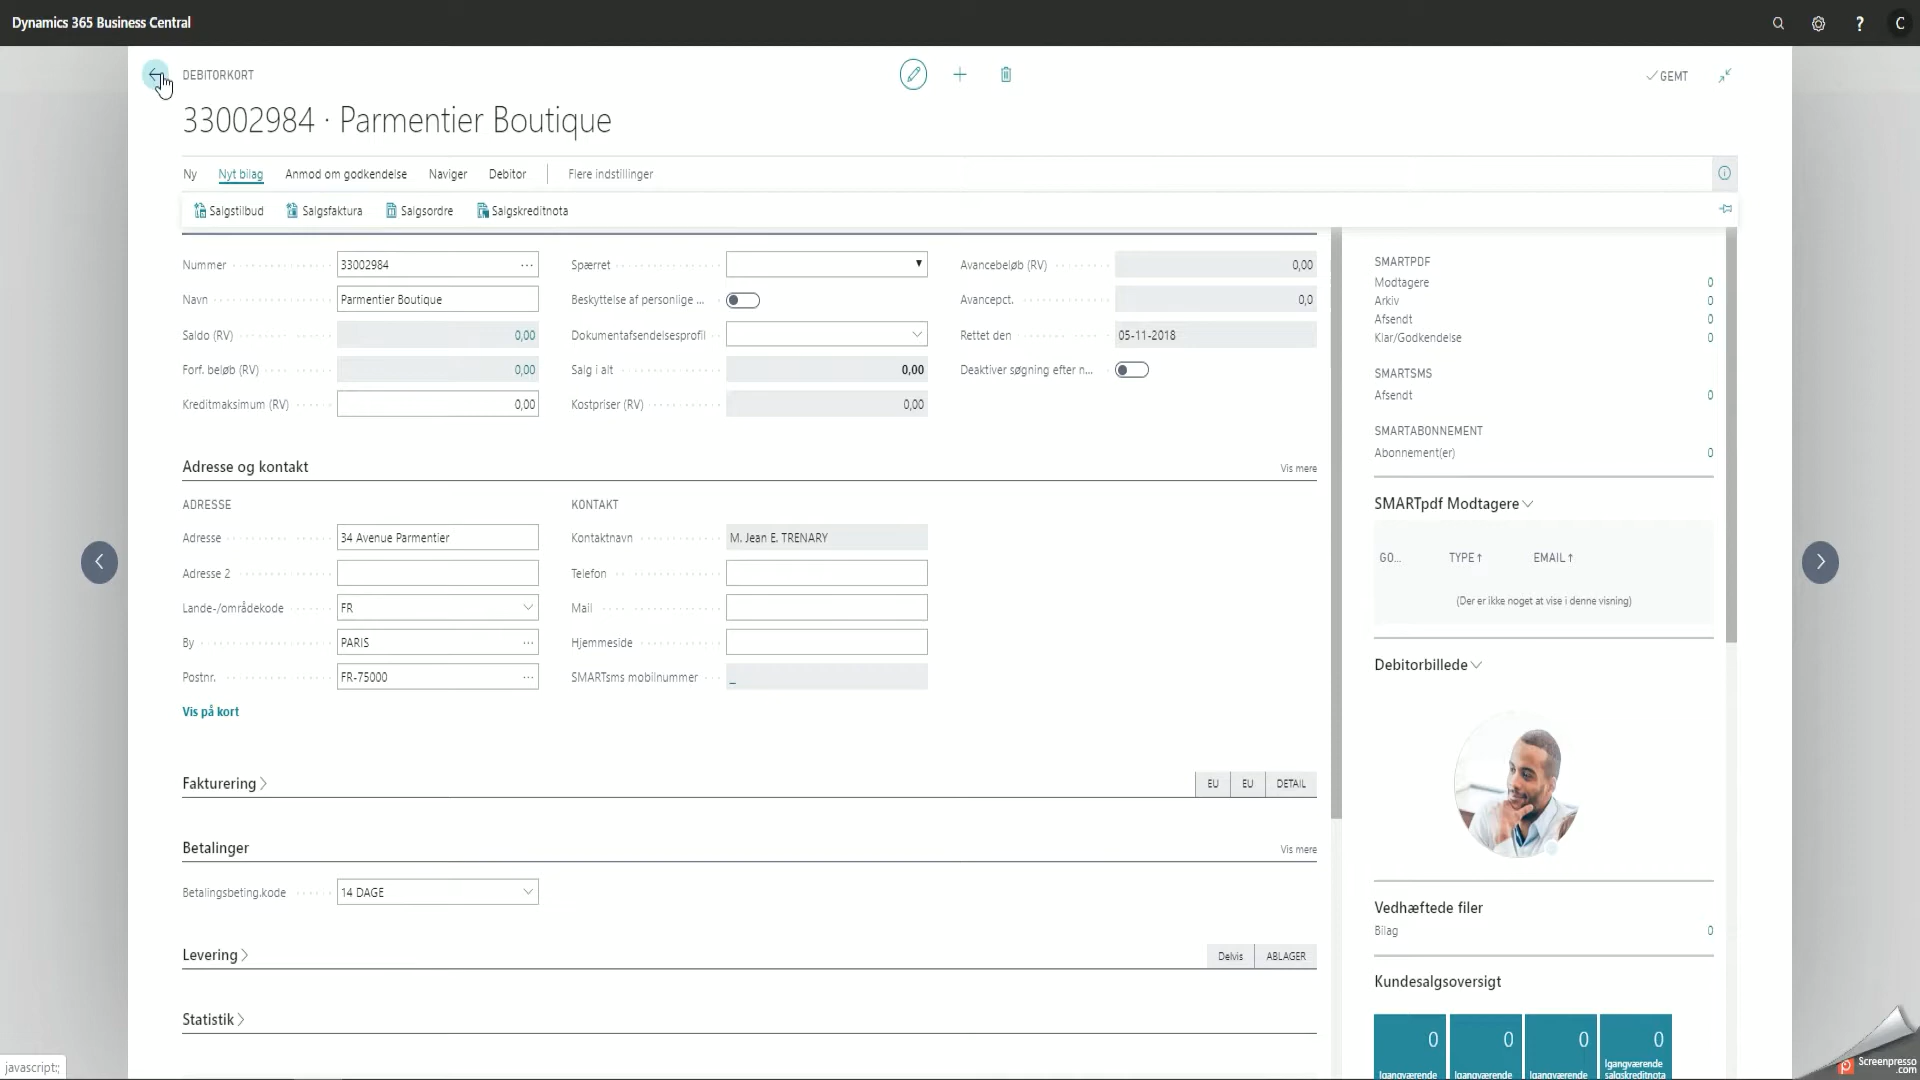 Dynamics 365 Business Central
?
C
DEBITORKORT
GEMT
33002984 · Parmentier Boutique
Ny
Nyt bilag
Anmod om godkendelse
Naviger
Debitor
Flere indstillinger
Salgstilbud
Salgsfaktura
Salgsordre
Salgskreditnota
Nummer
33002984
Navn
Parmentier Boutique
Saldo (RV)
0,00
Forf. beløb (RV)
0,00
Kreditmaksimum (RV)
0,00
Spærret
Beskyttelse af personlige ...
Dokumentafsendelsesprofil
Salg i alt
0,00
Kostpriser (RV)
0,00
Avancebeløb (RV)
0,00
Avancepct.
0,0
Rettet den
05-11-2018
Deaktiver søgning efter n...
Adresse og kontakt
Vis mere
ADRESSE
Adresse
34 Avenue Parmentier
Adresse 2
Lande-/områdekode
FR
By
PARIS
Postnr.
FR-75000
Vis på kort
KONTAKT
Kontaktnavn
M. Jean E. TRENARY
Telefon
Mail
Hjemmeside
SMARTsms mobilnummer
_
Fakturering
EU
EU
DETAIL
Betalinger
Vis mere
Betalingsbeting.kode
14 DAGE
Levering
Delvis
ABLAGER
Statistik
SMARTPDF
Modtagere
0
Arkiv
0
Afsendt
0
Klar/Godkendelse
0
SMARTSMS
Afsendt
0
SMARTABONNEMENT
Abonnement(er)
0
SMARTpdf Modtagere
GO...
TYPE↑
EMAIL↑
(Der er ikke noget at vise i denne visning)
Debitorbillede
Vedhæftede filer
Bilag
0
Kundesalgsoversigt
0
Igangværende
0
Igangværende
0
Igangværende
0
Igangværende
salgskreditnota
javascript:;
Screenpresso
.com